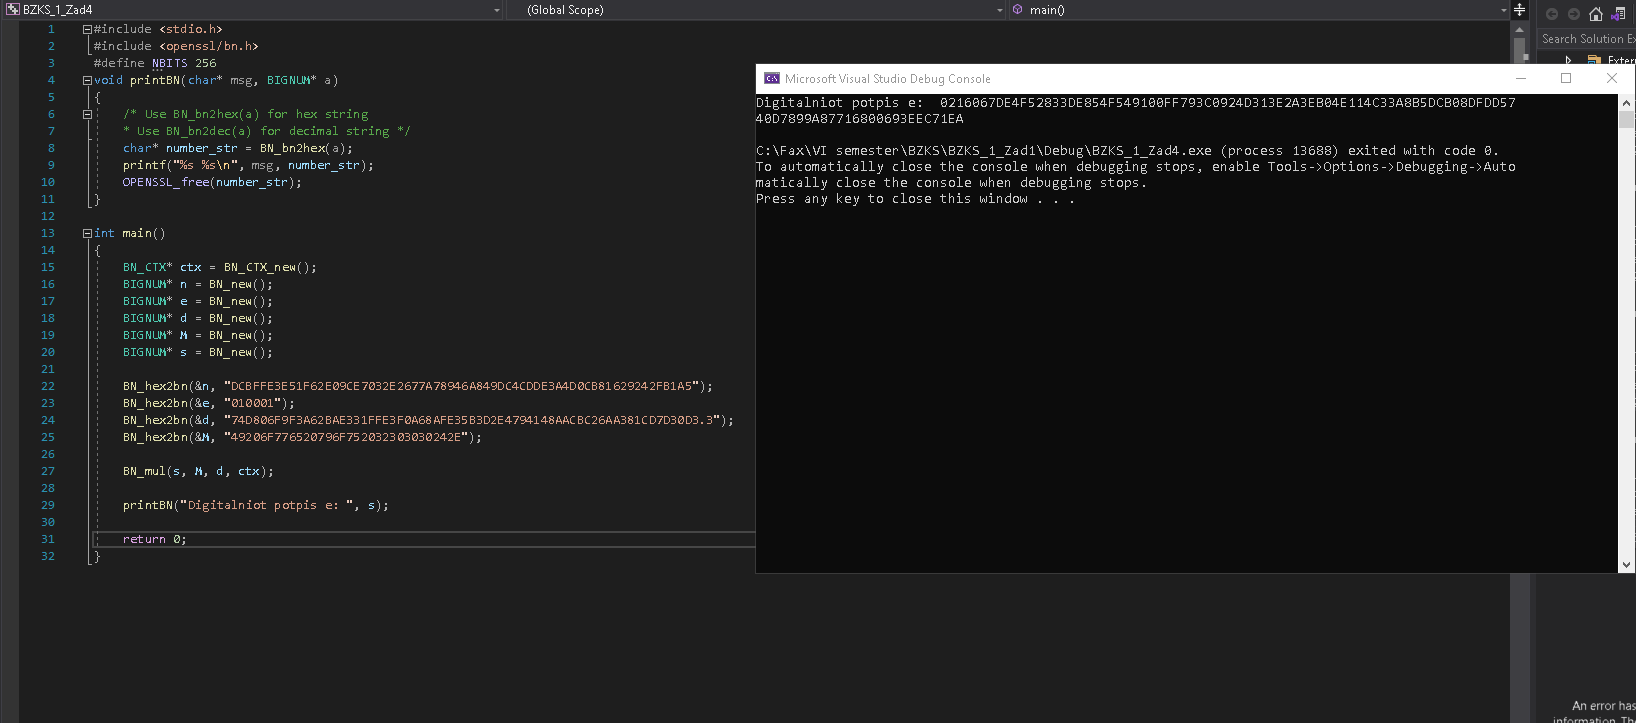 BZKS_1_Zad4
(Global Scope)
main()
1 #include <stdio.h>
2 #include <openssl/bn.h>
3 #define NBITS 256
4 void printBN(char* msg, BIGNUM* a)
5 {
6 /* Use BN_bn2hex(a) for hex string
7 * Use BN_bn2dec(a) for decimal string */
8 char* number_str = BN_bn2hex(a);
9 printf("%s %s\n", msg, number_str);
10 OPENSSL_free(number_str);
11 }
12
13 int main()
14 {
15 BN_CTX* ctx = BN_CTX_new();
16 BIGNUM* n = BN_new();
17 BIGNUM* e = BN_new();
18 BIGNUM* d = BN_new();
19 BIGNUM* M = BN_new();
20 BIGNUM* s = BN_new();
21
22 BN_hex2bn(&n, "DCBFFE3E51F62E09CE7032E2677A78946A849DC4CDDE3A4D0CB81629242FB1A5");
23 BN_hex2bn(&e, "010001");
24 BN_hex2bn(&d, "74D806F9F3A62BAE331FFE3F0A68AFE35B3D2E4794148AACBC26AA381CD7D30D3.3");
25 BN_hex2bn(&M, "49206F776520796F752032303030242E");
26
27 BN_mul(s, M, d, ctx);
28
29 printBN("Digitalniot potpis e: ", s);
30
31 return 0;
32 }
Microsoft Visual Studio Debug Console
Digitalniot potpis e:  0216067DE4F52833DE854F549100FF793C0924D313E2A3EB04E114C33A8B5DCB08DFDD57
40D7899A87716800693EEC71EA
C:\Fax\VI semester\BZKS\BZKS_1_Zad1\Debug\BZKS_1_Zad4.exe (process 13688) exited with code 0.
To automatically close the console when debugging stops, enable Tools->Options->Debugging->Auto
matically close the console when debugging stops.
Press any key to close this window . . .
Search Solution Ex
Extern
An error has
information. The